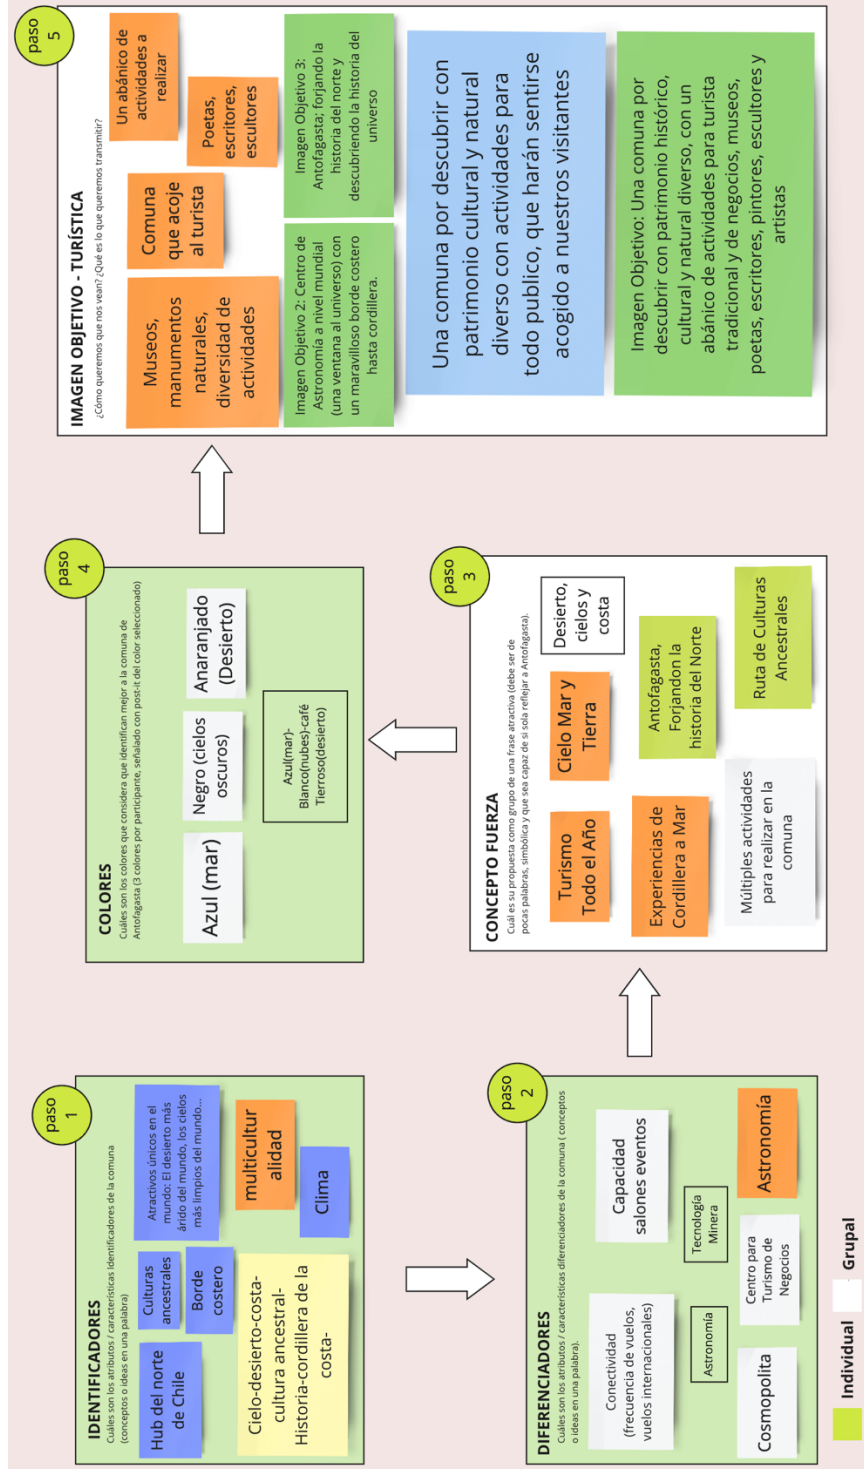 paso
1
IDENTIFICADORES
Cuáles son los atributos / características Identificadores de la comuna
(conceptos o ideas en una palabra)
Hub del norte
de Chile
Culturas
ancestrales
Borde
costero
Atractivos únicos en el
mundo: El desierto más
árido del mundo, los cielos
más limpios del mundo...
Cielo-desierto-costa-
cultura ancestral-
Historia-cordillera de la
costa-
multicultur
alidad
Clima
paso
2
DIFERENCIADORES
Cuáles son los atributos / características diferenciadores de la comuna ( conceptos
o ideas en una palabra).
Conectividad
(frecuencia de vuelos,
vuelos internacionales)
Capacidad
salones eventos
Astronomía
Tecnología
Minera
Cosmopolita
Centro para
Turismo de
Negocios
Astronomía
paso
3
CONCEPTO FUERZA
Cuál es su propuesta como grupo de una frase atractiva (debe ser de
pocas palabras, simbólica y que sea capaz de si sola reflejar a Antofagasta).
Turismo
Todo el Año
Cielo Mar y
Tierra
Desierto,
cielos y
costa
Experiencias de
Cordillera a Mar
Antofagasta,
Forjandon la
historia del Norte
Múltiples actividades
para realizar en la
comuna
Ruta de Culturas
Ancestrales
paso
4
COLORES
Cuáles son los colores que considera que identifican mejor a la comuna de
Antofagasta (3 colores por participante, señalado con post-it del color seleccionado)
Azul (mar)
Negro (cielos
oscuros)
Anaranjado
(Desierto)
Azul(mar)-
Blanco(nubes)-café
Tierroso(desierto)
paso
5
IMAGEN OBJETIVO - TURÍSTICA
¿Cómo queremos que nos vean? ¿Qué es lo que queremos transmitir?
Museos,
manumentos
naturales,
diversidad de
actividades
Comuna
que acoje
al turista
Un abánico de
actividades a
realizar
Poetas,
escritores,
escultores
Imagen Objetivo 2: Centro de
Astronomía a nivel mundial
(una ventana al universo) con
un maravilloso borde costero
hasta cordillera.
Imagen Objetivo 3:
Antofagasta; forjando la
historia del norte y
descubriendo la historia del
universo
Una comuna por descubrir con
patrimonio cultural y natural
diverso con actividades para
todo publico, que harán sentirse
acogido a nuestros visitantes
Imagen Objetivo: Una comuna por
descubrir con patrimonio histórico,
cultural y natural diverso, con un
abánico de actividades para turista
tradicional y de negocios, museos,
poetas, escritores, pintores, escultores y
artistas
Individual
Grupal